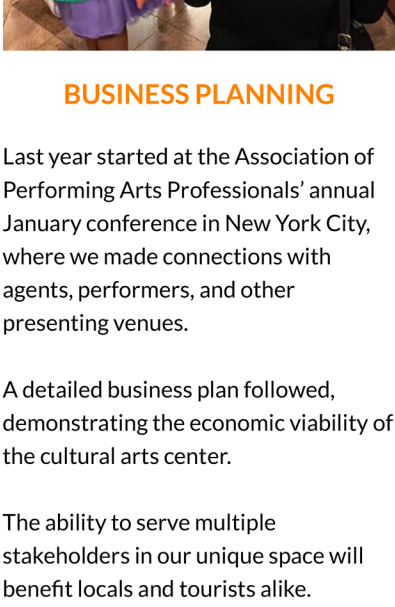 BUSINESS PLANNING
Last year started at the Association of
Performing Arts Professionals’ annual
January conference in New York City,
where we made connections with
agents, performers, and other
presenting venues.
A detailed business plan followed,
demonstrating the economic viability of
the cultural arts center.
The ability to serve multiple
stakeholders in our unique space will
benefit locals and tourists alike.